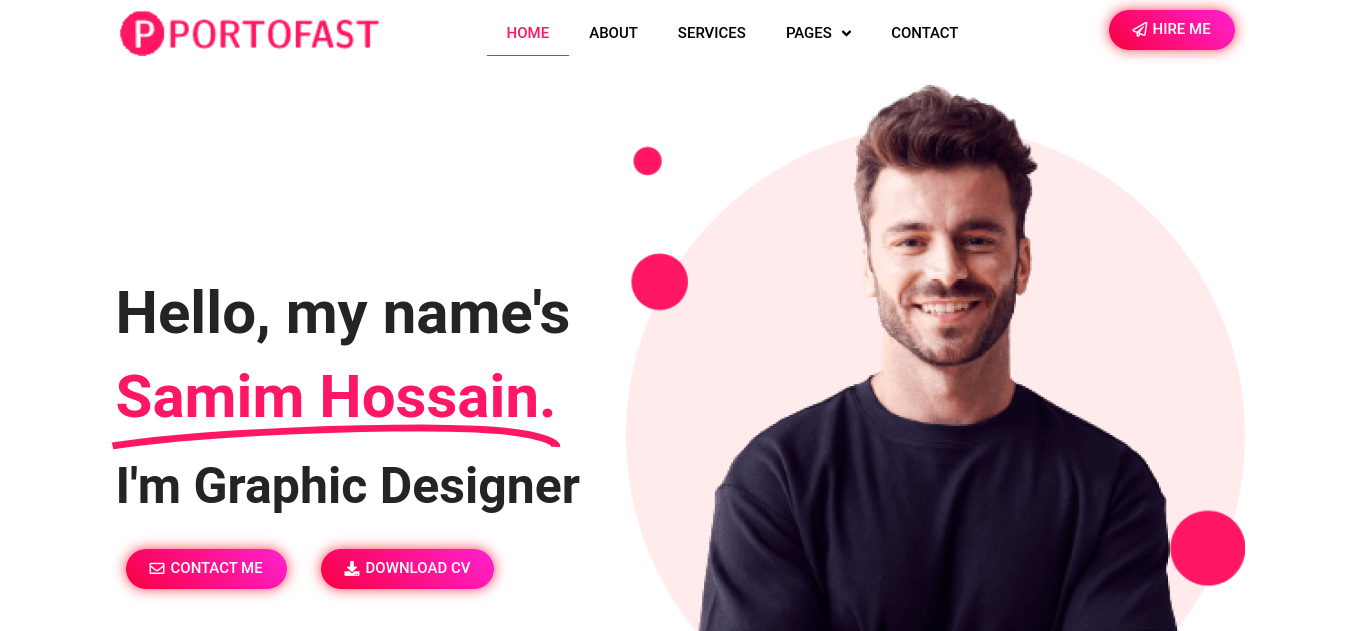 PORTOFAST
HOME ABOUT SERVICES PAGES CONTACT
HIRE ME
Hello, my name's
Samim Hossain.
I'm Graphic Designer
CONTACT ME DOWNLOAD CV